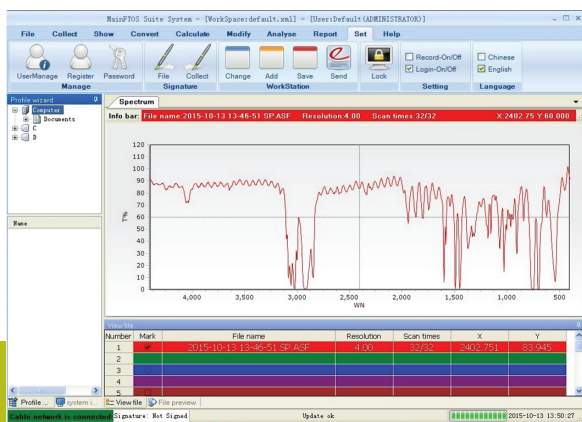 MainFTOS Suite System - [WorkSpace:default.xml] - [User:Default(ADMINISTRATOR)]
File Collect Show Convert Calculate Modify Analyse Report Set Help
UserManage Register Password File Collect Change Add Save Send Lock Record-On/Off Login-On/Off Chinese English
Manage Signature WorkStation Setting Language
Profile wizard
Computer
Documents
C
D
Name
Profile ... system i...
Spectrum
Info bar: File name:2015-10-13 13-46-51 SP.ASF Resolution:4.00 Scan times:32/32 X:2402.75 Y:60.000
120
110
100
90
80
70
60
50
40
30
20
10
0
T%
4,000 3,500 3,000 2,500 2,000 1,500 1,000 500
WN
View file
Number Mark File name Resolution Scan times X Y
1 2015-10-13 13-46-51 SP.ASF 4.00 32/32 2402.751 83.945
2
3
4
5
View file File preview
Cable network is connected Signature: Not Signed Update ok 2015-10-13 13:50:27